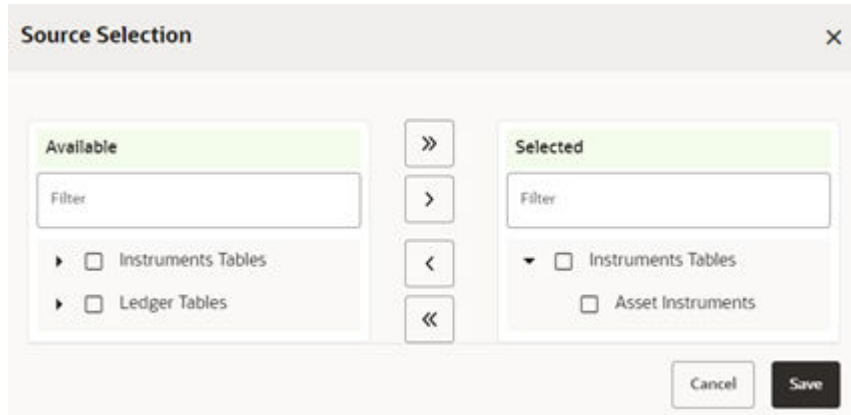 Source Selection
Available
Filter
Instruments Tables
Ledger Tables
Selected
Filter
Instruments Tables
Asset Instruments
Cancel
Save